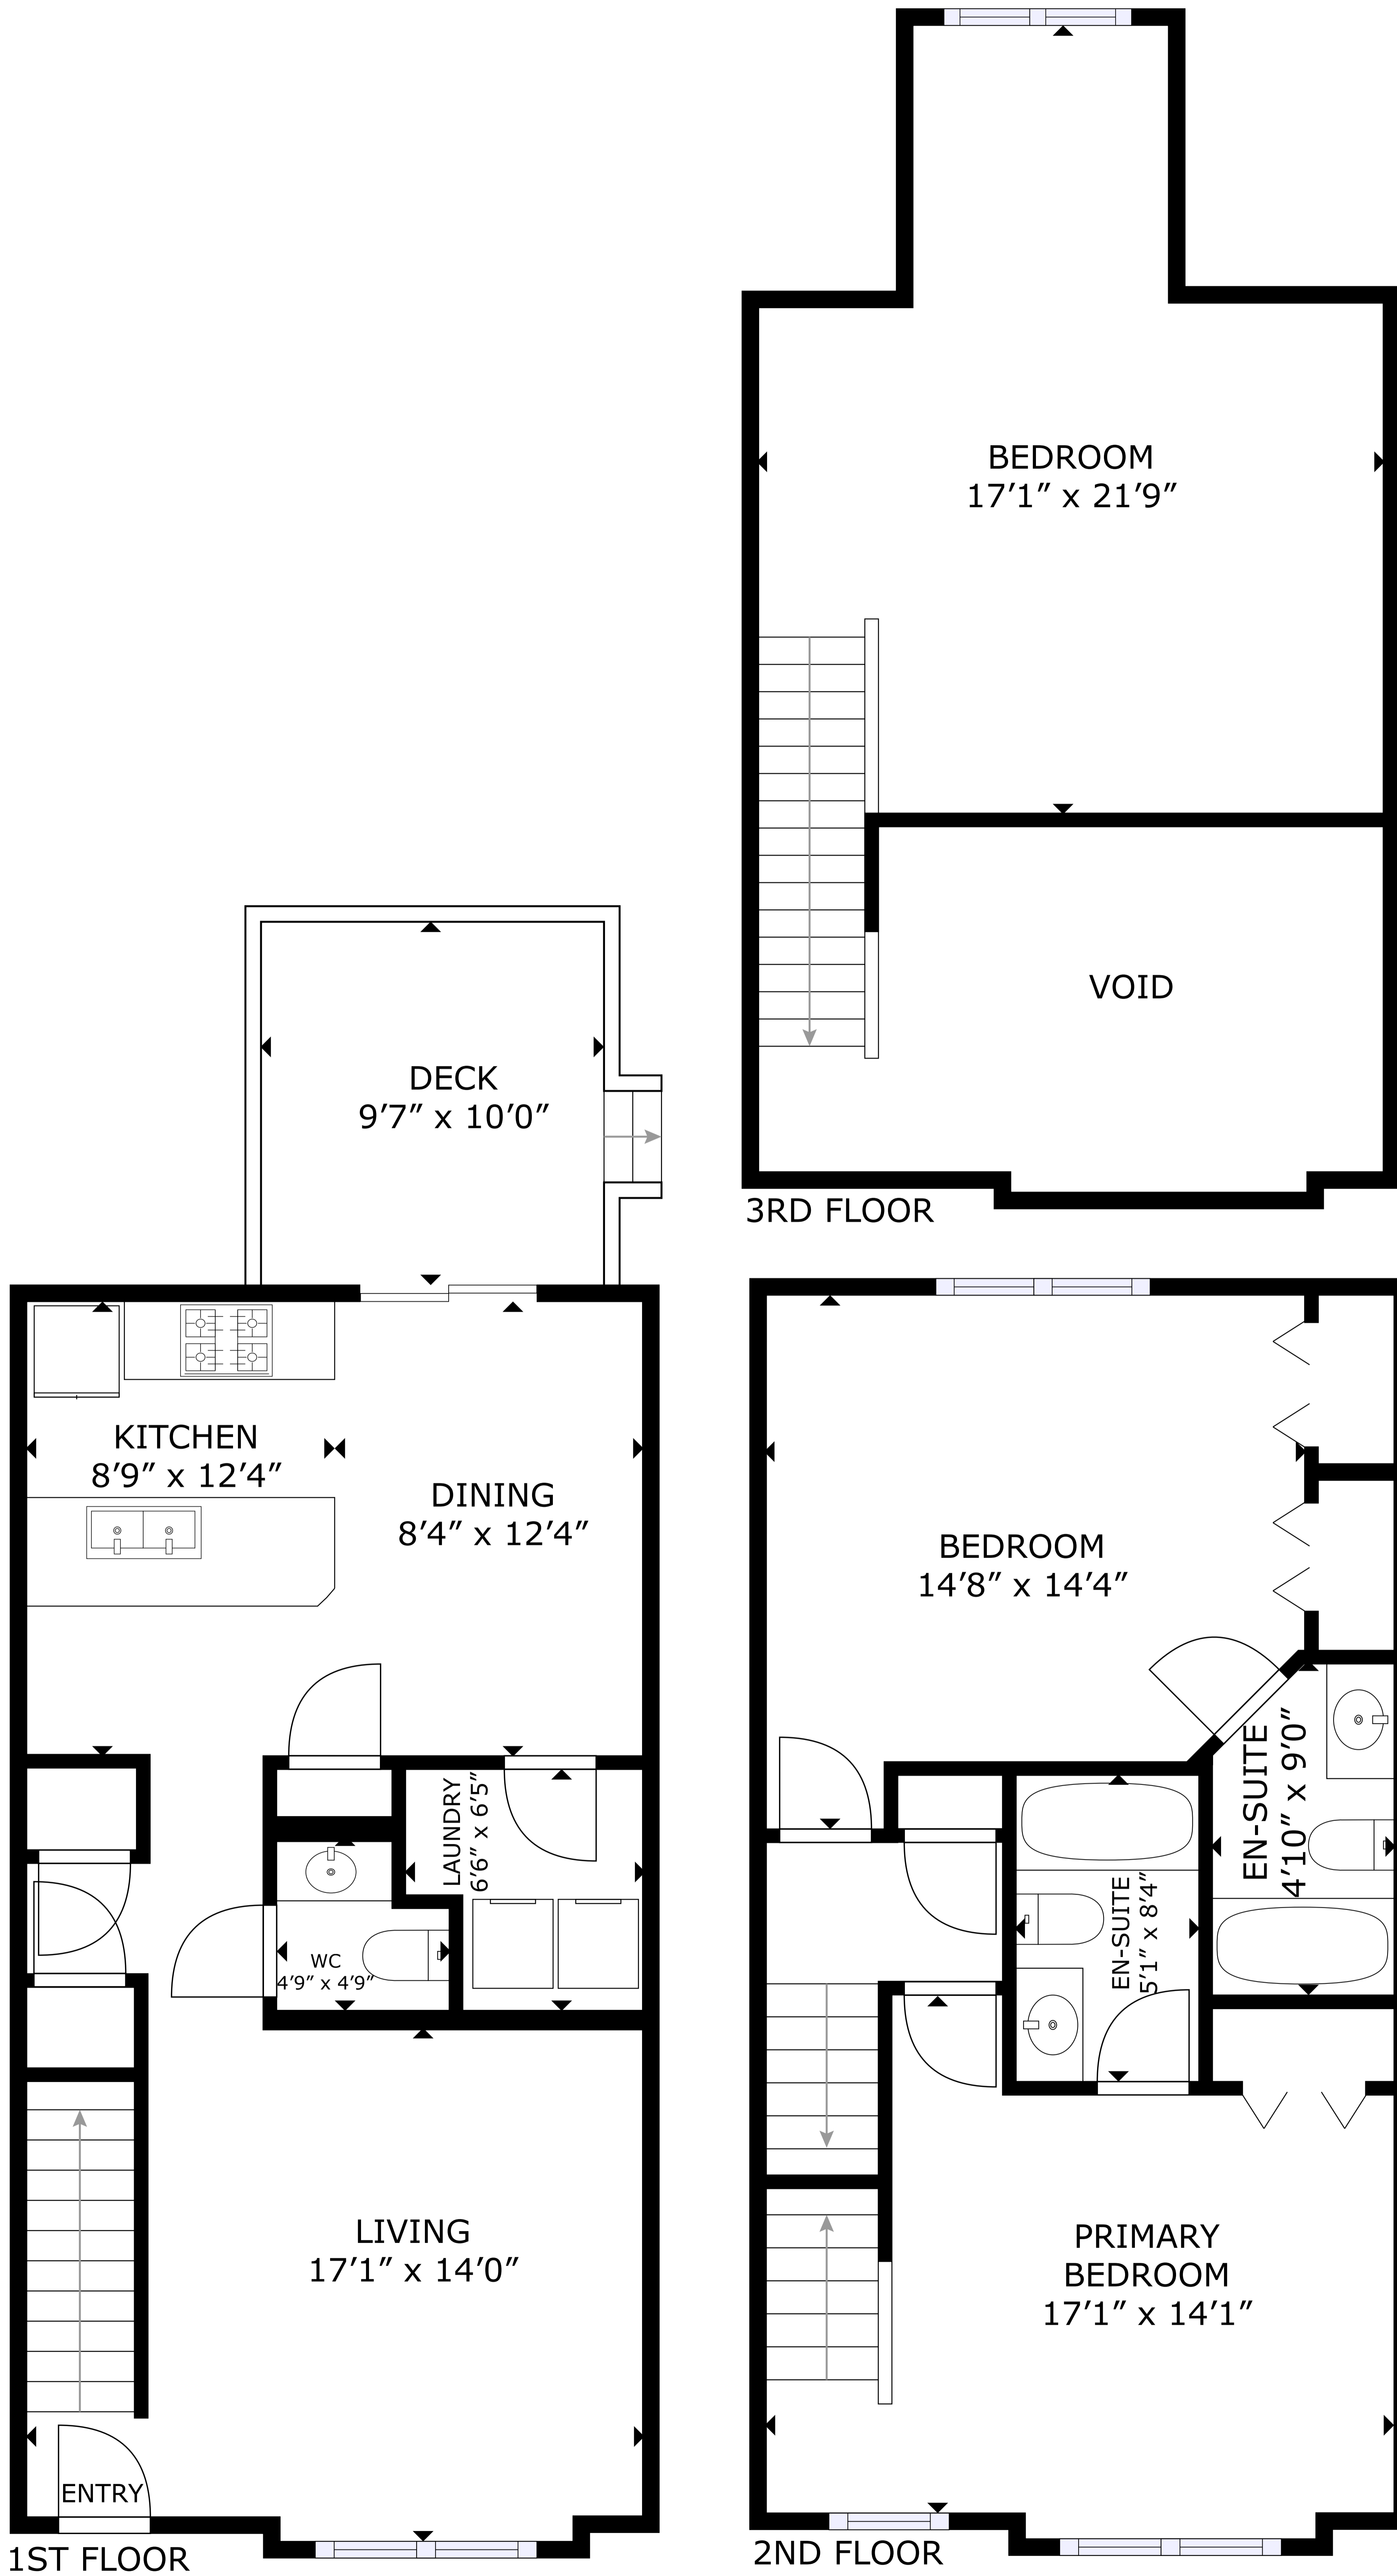 BEDROOM
17'1" x 21'9"
VOID
3RD FLOOR
DECK
9'7" x 10'0"
KITCHEN
8'9" x 12'4"
DINING
8'4" x 12'4"
LAUNDRY
6'6" x 6'5"
WC
4'9" x 4'9"
LIVING
17'1" x 14'0"
ENTRY
1ST FLOOR
BEDROOM
14'8" x 14'4"
EN-SUITE
4'10" x 9'0"
EN-SUITE
5'1" x 8'4"
PRIMARY
BEDROOM
17'1" x 14'1"
2ND FLOOR